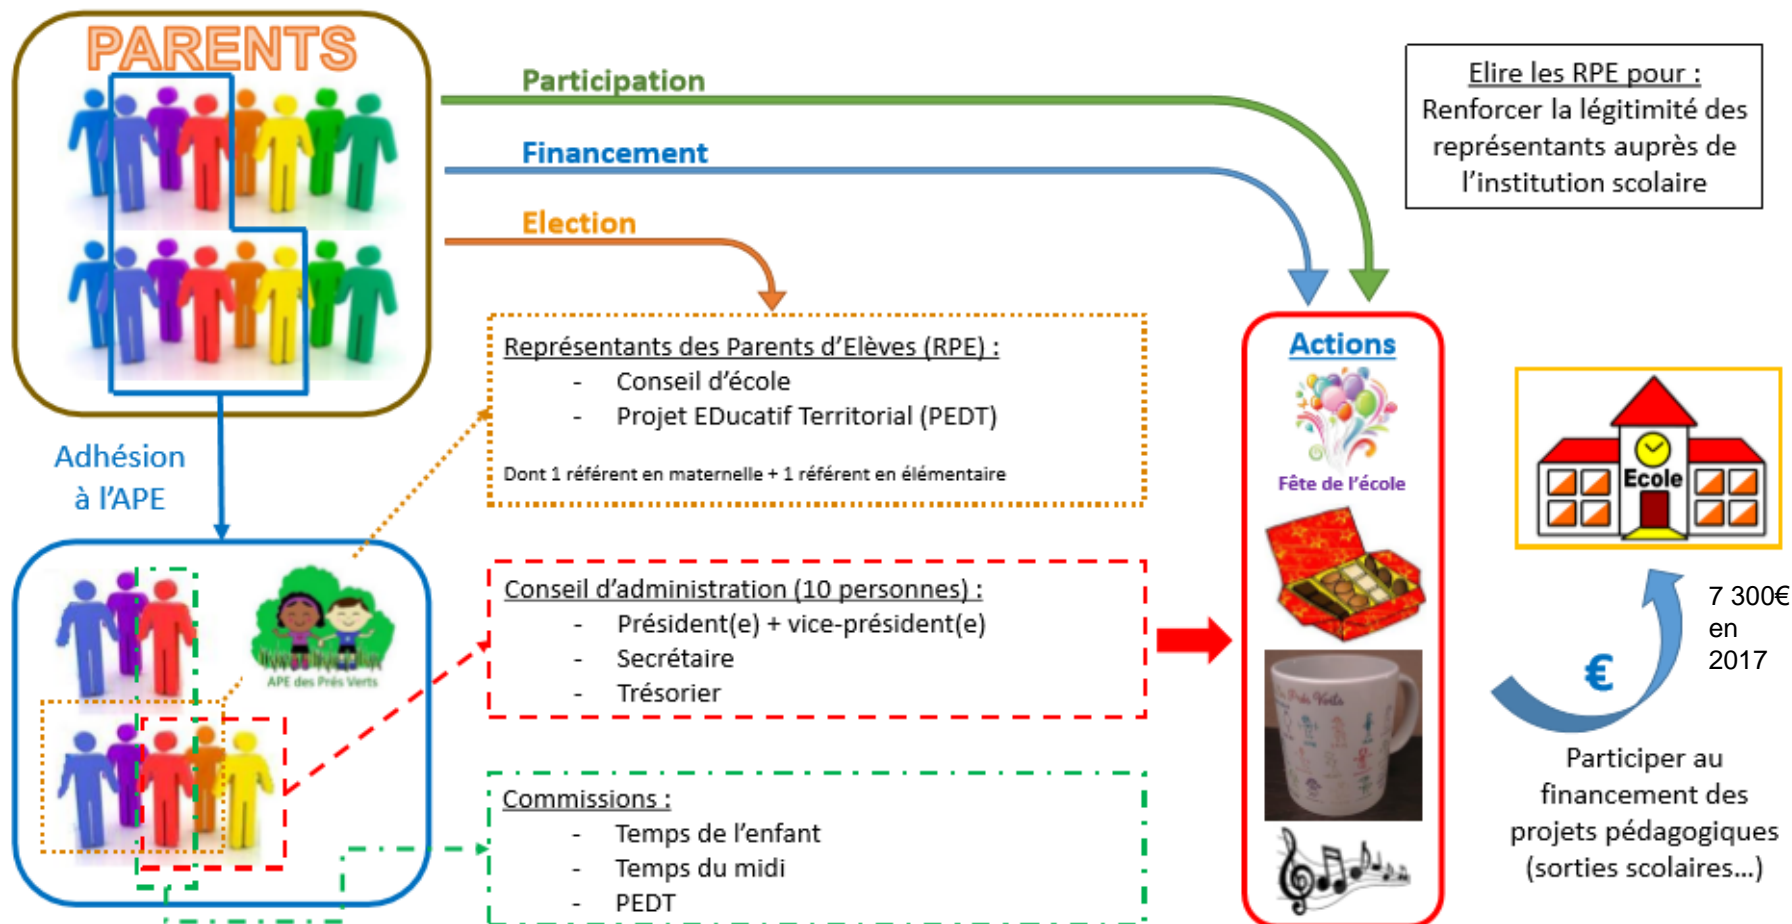 PARENTS
Participation
Financement
Election
Elire les RPE pour :
Renforcer la légitimité des
représentants auprès de
l'institution scolaire
Adhésion
à l'APE
Représentants des Parents d'Elèves (RPE) :
- Conseil d'école
- Projet EDucatif Territorial (PEDT)
Dont 1 référent en maternelle + 1 référent en élémentaire
APE des Prés Verts
Conseil d'administration (10 personnes) :
- Président(e) + vice-président(e)
- Secrétaire
- Trésorier
Commissions :
- Temps de l'enfant
- Temps du midi
- PEDT
Actions
Fête de l'école
Prés Verts
Ecole
7 300€
en
2017
€
Participer au
financement des
projets pédagogiques
(sorties scolaires...)